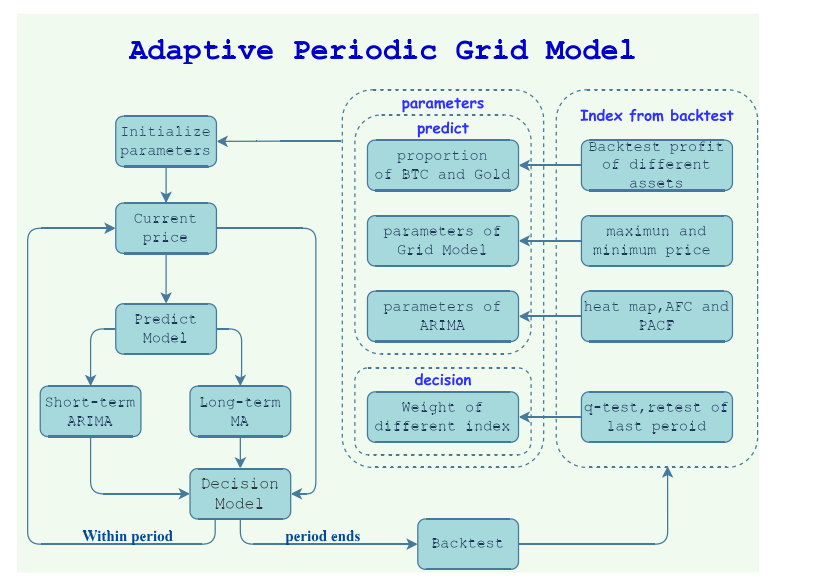 Adaptive Periodic Grid Model
Initialize
parameters
Current
price
Predict
Model
Short-term
ARIMA
Long-term
MA
Decision
Model
Within period
period ends
Backtest
parameters
predict
proportion
of BTC and Gold
parameters of
Grid Model
parameters of
ARIMA
decision
Weight of
different index
Index from backtest
Backtest profit
of different
assets
maximun and
minimum price
heat map,AFC and
PACF
q-test,retest of
last peroid